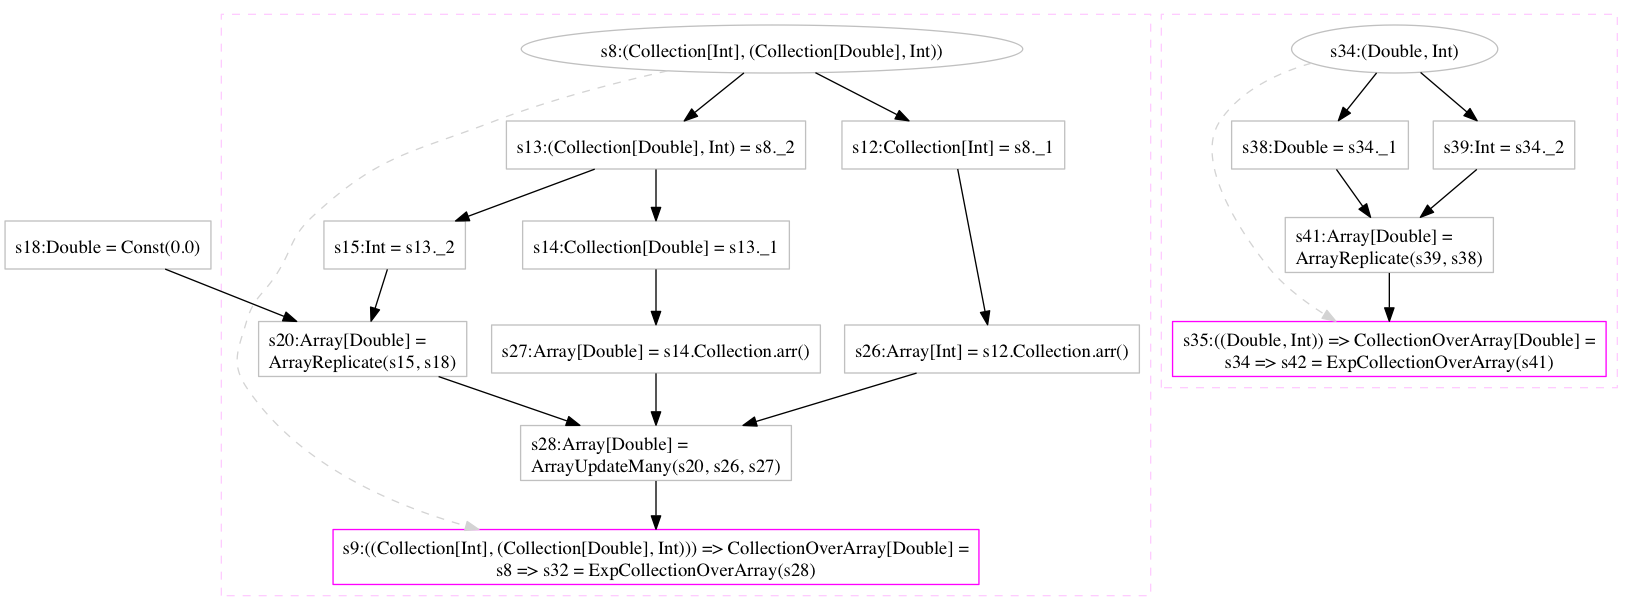 s8:(Collection[Int], (Collection[Double], Int))
s34:(Double, Int)
s13:(Collection[Double], Int) = s8._2
s12:Collection[Int] = s8._1
s38:Double = s34._1
s39:Int = s34._2
s18:Double = Const(0.0)
s15:Int = s13._2
s14:Collection[Double] = s13._1
s41:Array[Double] =
ArrayReplicate(s39, s38)
s20:Array[Double] =
ArrayReplicate(s15, s18)
s27:Array[Double] = s14.Collection.arr()
s26:Array[Int] = s12.Collection.arr()
s35:((Double, Int)) => CollectionOverArray[Double] =
s34 => s42 = ExpCollectionOverArray(s41)
s28:Array[Double] =
ArrayUpdateMany(s20, s26, s27)
s9:((Collection[Int], (Collection[Double], Int))) => CollectionOverArray[Double] =
s8 => s32 = ExpCollectionOverArray(s28)